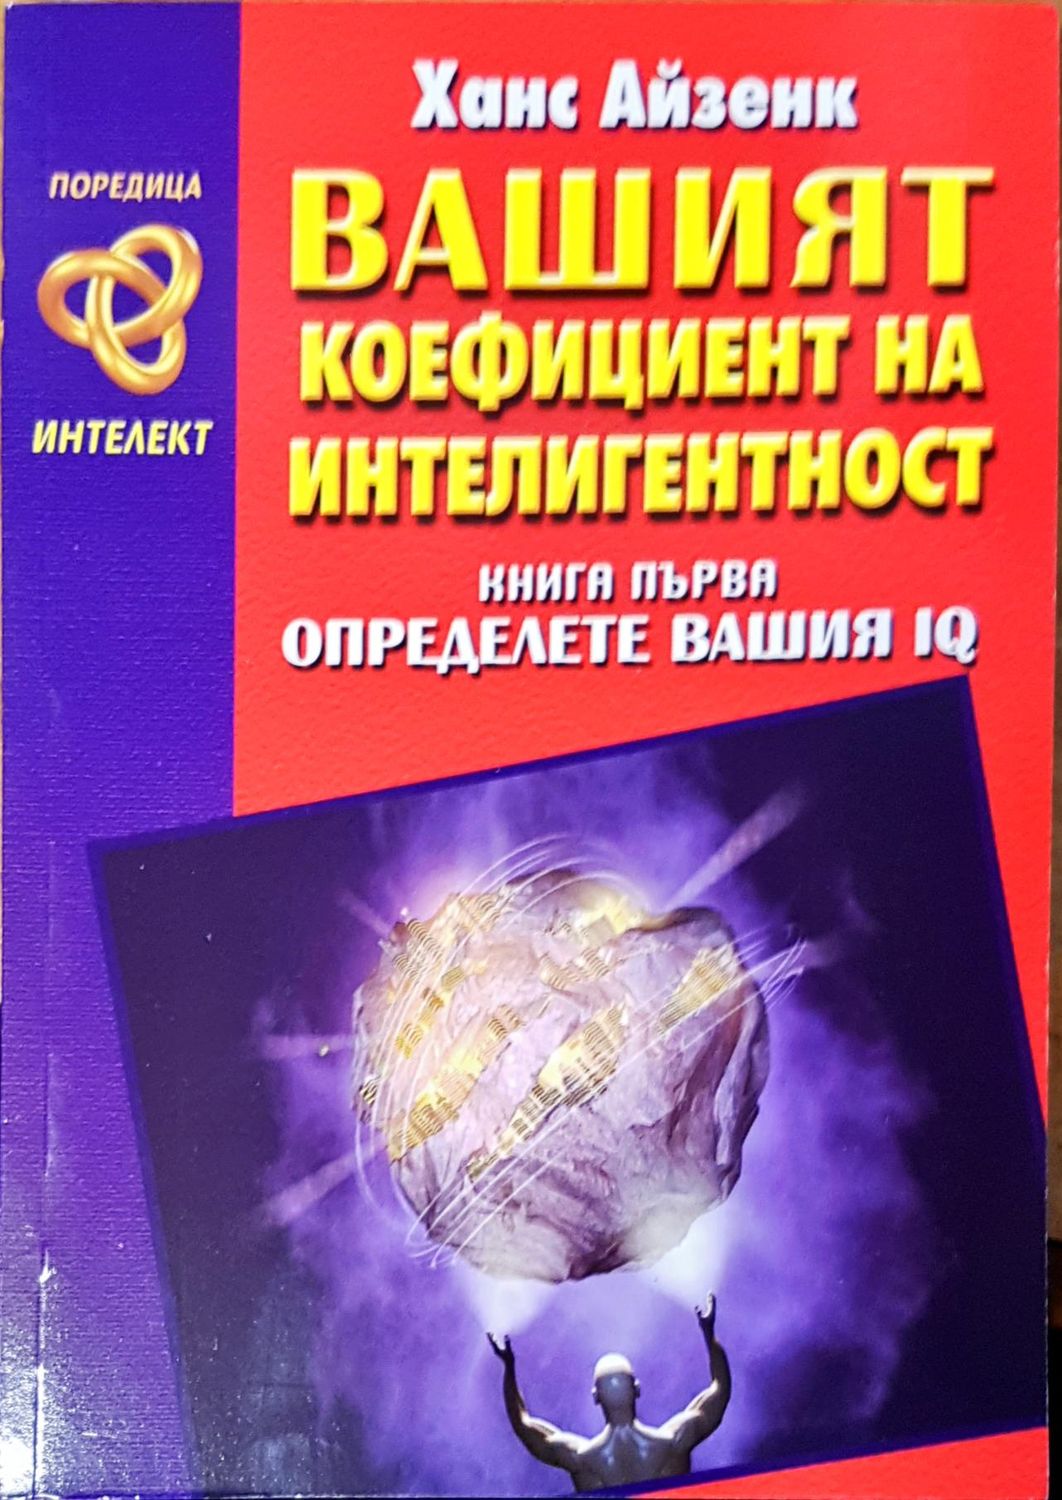 Ханс Айзенк
ВАШИЯТ
КОЕФИЦИЕНТ НА
ИНТЕЛИГЕНТНОСТ
КНИГА ПЪРВА
ОПРЕДЕЛЕТЕ ВАШИЯ IQ
ПОРЕДИЦА
ИНТЕЛЕКТ